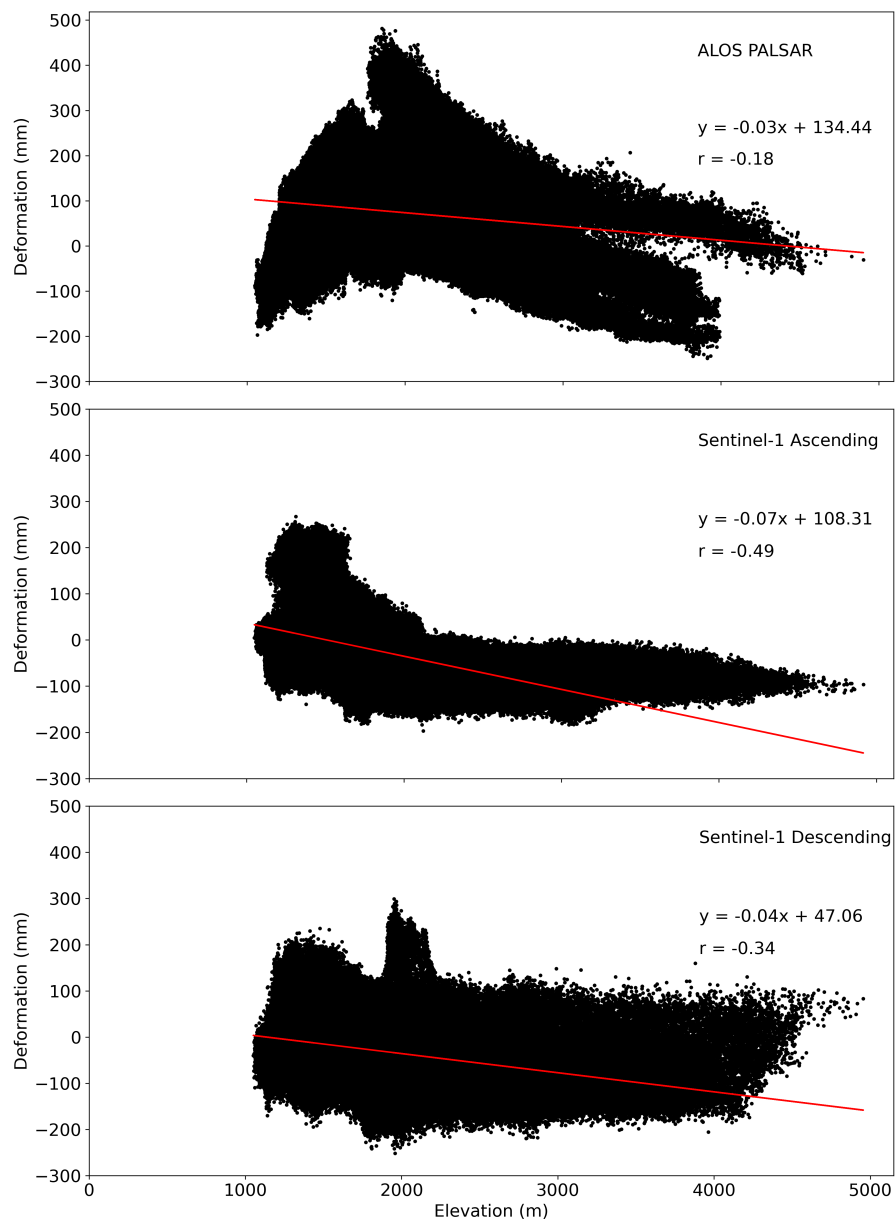 500
400
300
200
100
0
−100
−200
−300
Deformation (mm)
ALOS PALSAR
y = -0.03x + 134.44
r = -0.18
500
400
300
200
100
0
−100
−200
−300
Deformation (mm)
Sentinel-1 Ascending
y = -0.07x + 108.31
r = -0.49
500
400
300
200
100
0
−100
−200
−300
Deformation (mm)
Sentinel-1 Descending
y = -0.04x + 47.06
r = -0.34
0 1000 2000 3000 4000 5000
Elevation (m)